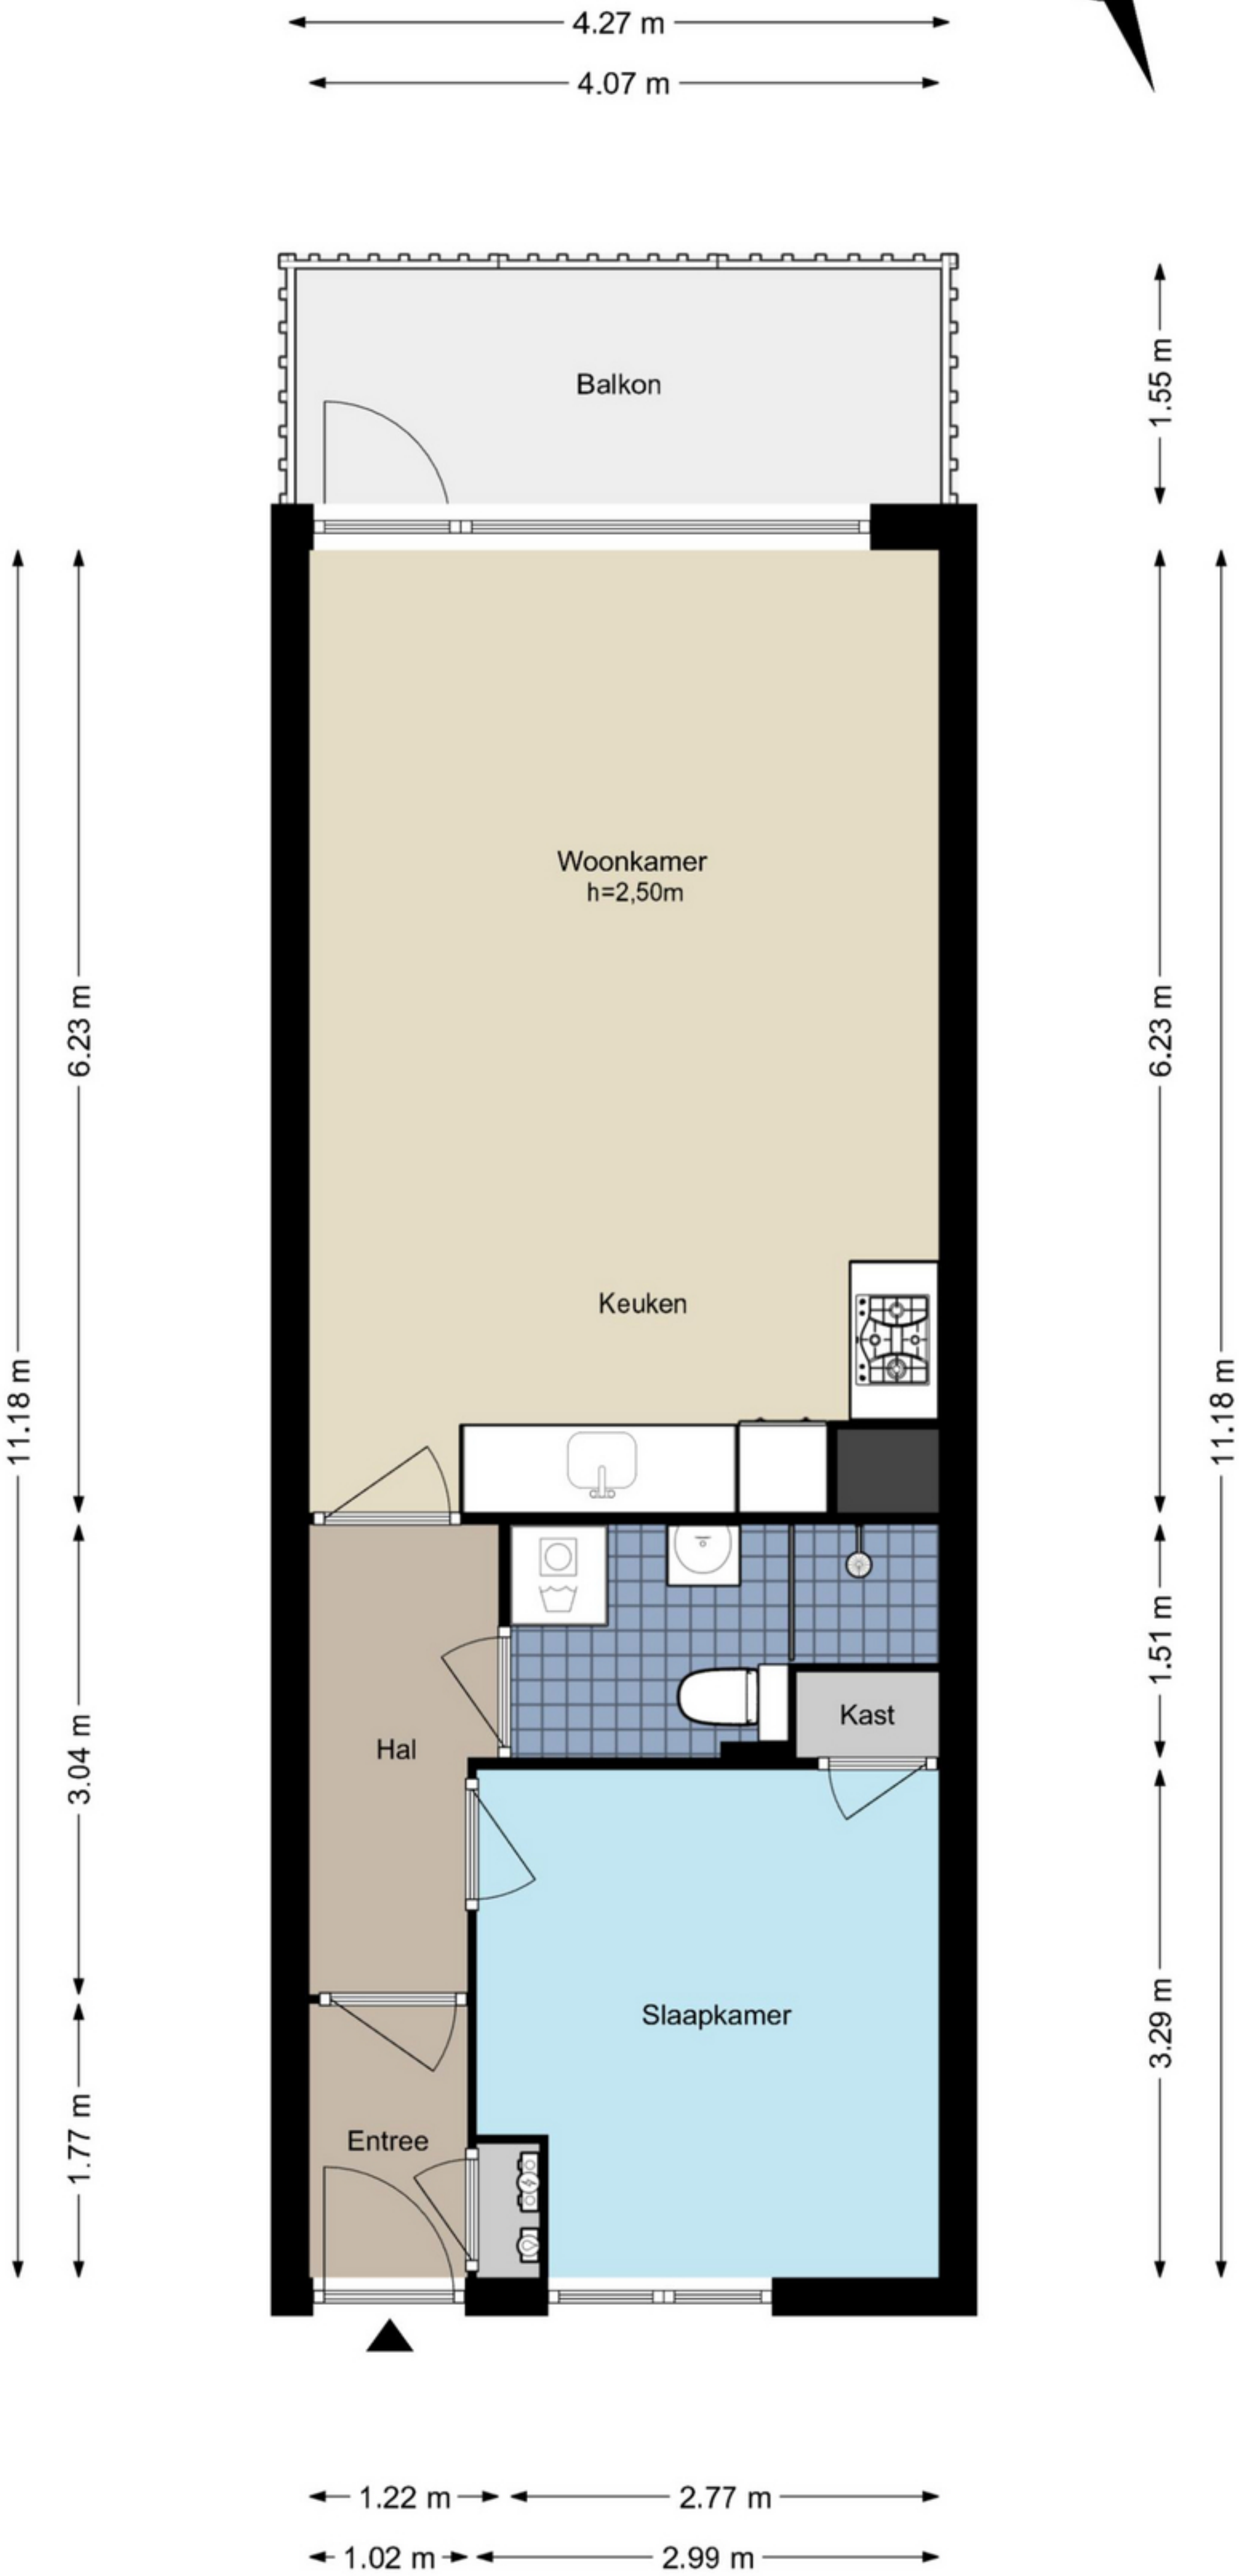 4.27 m
4.07 m
Balkon
1.55 m
Woonkamer
h=2,50m
6.23 m
6.23 m
Keuken
11.18 m
11.18 m
1.51 m
Kast
Hal
3.04 m
Slaapkamer
3.29 m
Entree
1.77 m
1.22 m
2.77 m
1.02 m
2.99 m